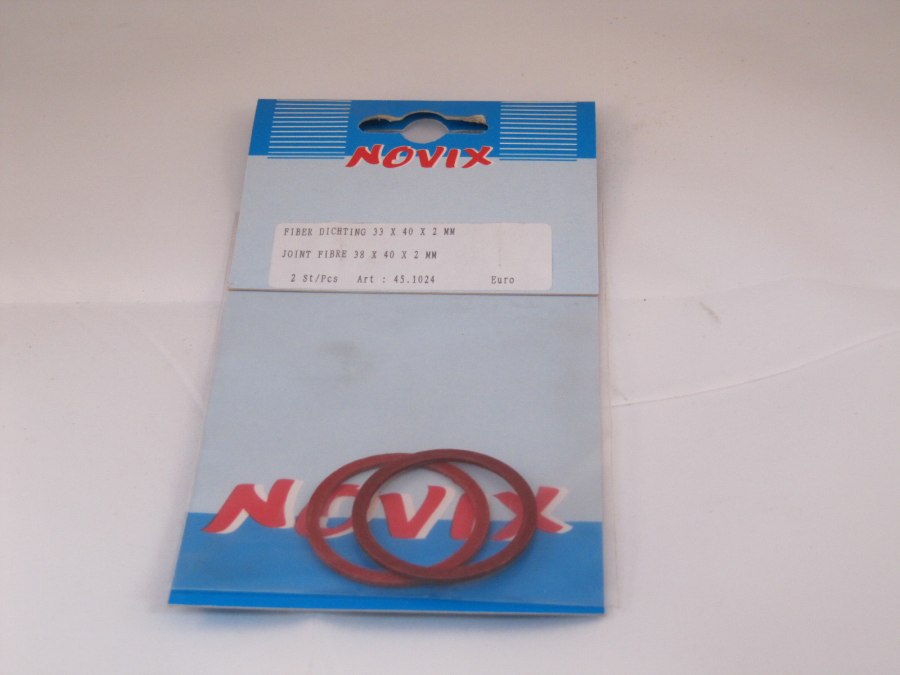 NOVIX
FIBER DICHTING 33 X 40 X 2 MM
JOINT FIBRE 38 X 40 X 2 MM
2 St/Pcs Art : 45.1024 Euro
NOVIX